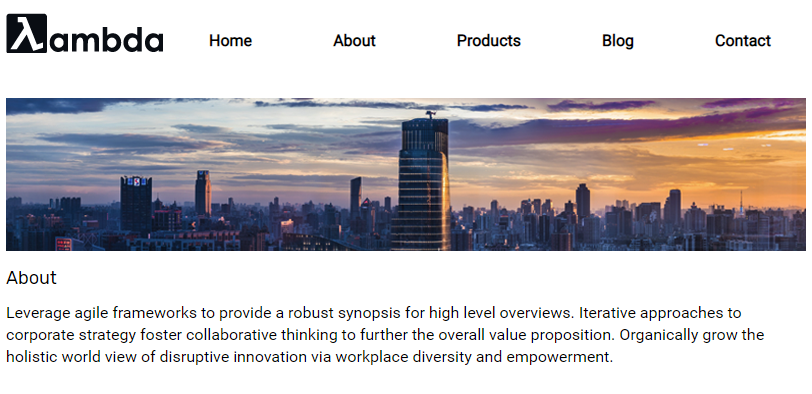 λambda
Home About Products Blog Contact
About
Leverage agile frameworks to provide a robust synopsis for high level overviews. Iterative approaches to
corporate strategy foster collaborative thinking to further the overall value proposition. Organically grow the
holistic world view of disruptive innovation via workplace diversity and empowerment.